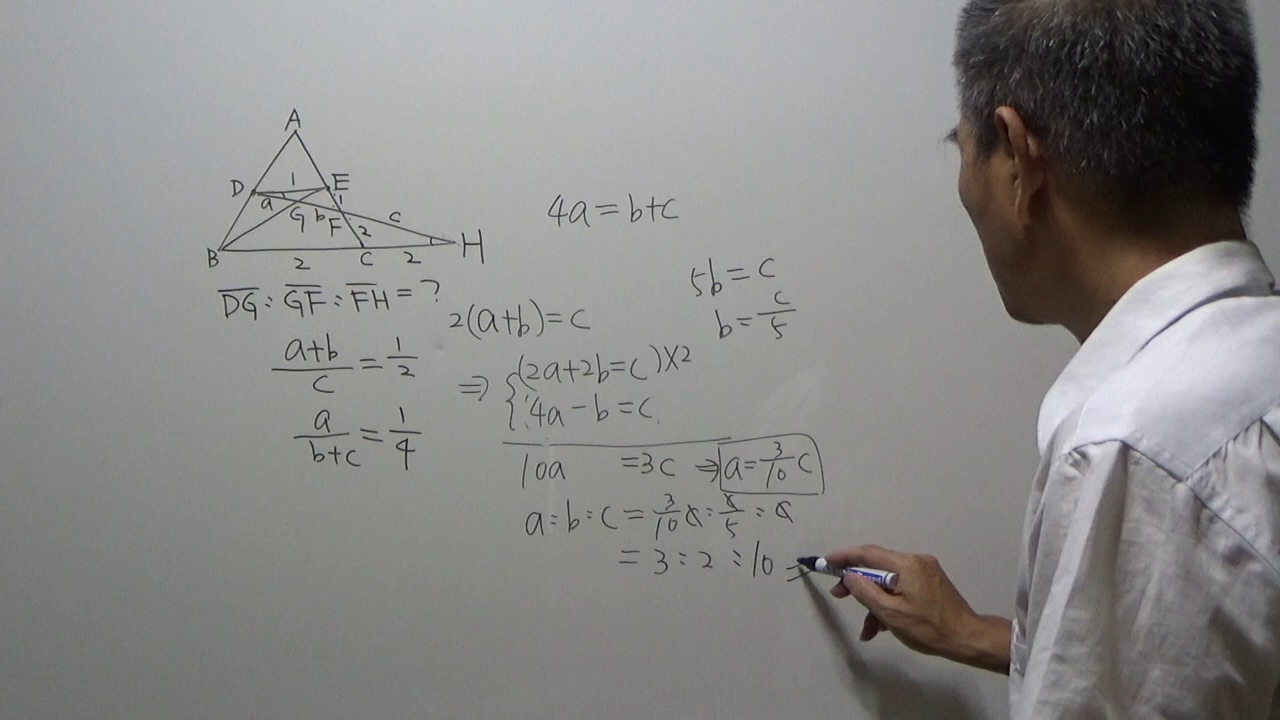 A
D 1 E
a G b F 1 c
2
B 2 C 2 H
DG : GF : FH = ?
(a+b)/c = 1/2
a/(b+c) = 1/4
4a = b+c
5b = c
b = c/5
2(a+b) = c
⇒ { (2a+2b=c)×2
4a-b=c
10a =3c ⇒ a=3/10 c
a:b:c = 3/10 c : c/5 : c
= 3:2:10